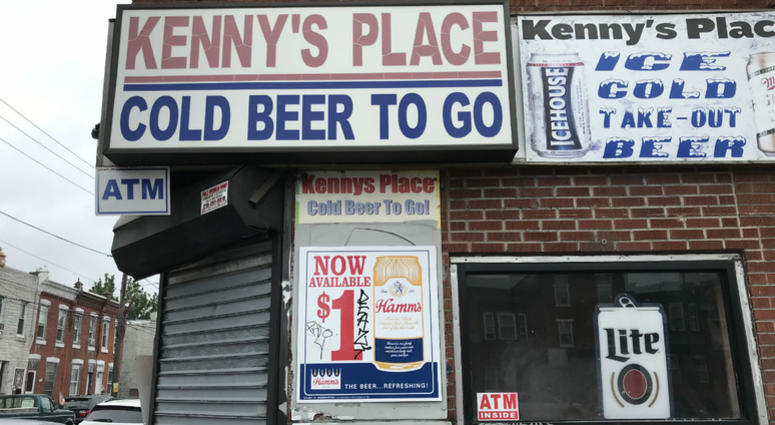 KENNY'S PLACE
COLD BEER TO GO
Kenny's Plac
ICEHOUSE
ICE
COLD
TAKE-OUT
BEER
ATM
Kennys Place
Cold Beer To Go!
NOW
AVAILABLE
$1
Hamm's
Hamm's
THE BEER...REFRESHING!
Lite
ATM
INSIDE